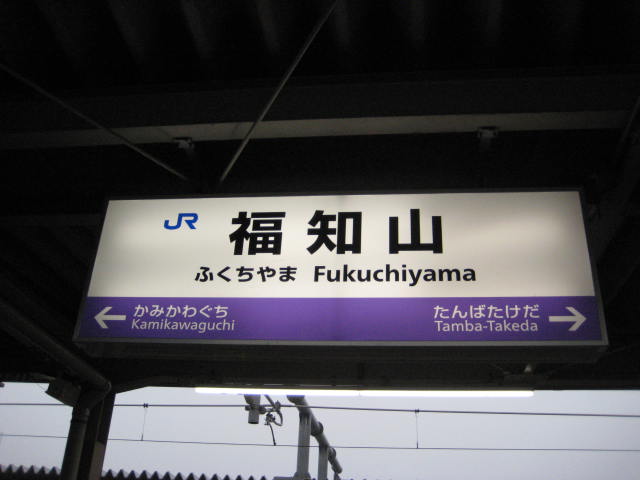 JR 福知山
ふくちやま Fukuchiyama
← かみかわぐち
Kamikawaguchi
たんばたけだ →
Tamba-Takeda